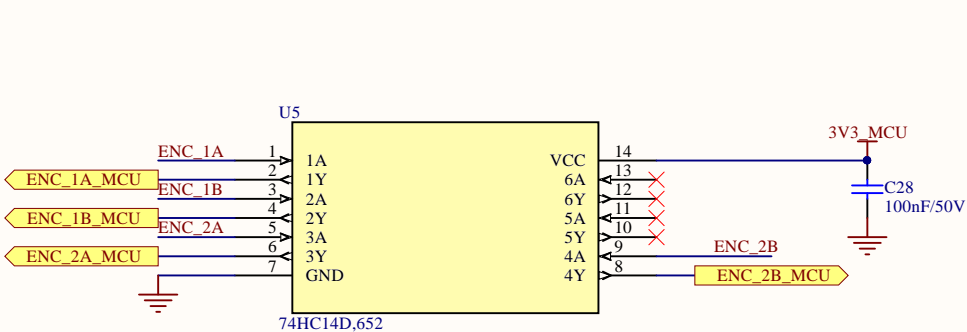 U5
3V3_MCU
ENC_1A 1 1A VCC 14
ENC_1A_MCU 2 1Y 6A 13
ENC_1B 3 2A 6Y 12
ENC_1B_MCU 4 2Y 5A 11
ENC_2A 5 3A 5Y 10
ENC_2A_MCU 6 3Y 4A 9 ENC_2B
7 GND 4Y 8 ENC_2B_MCU
C28
100nF/50V
74HC14D,652